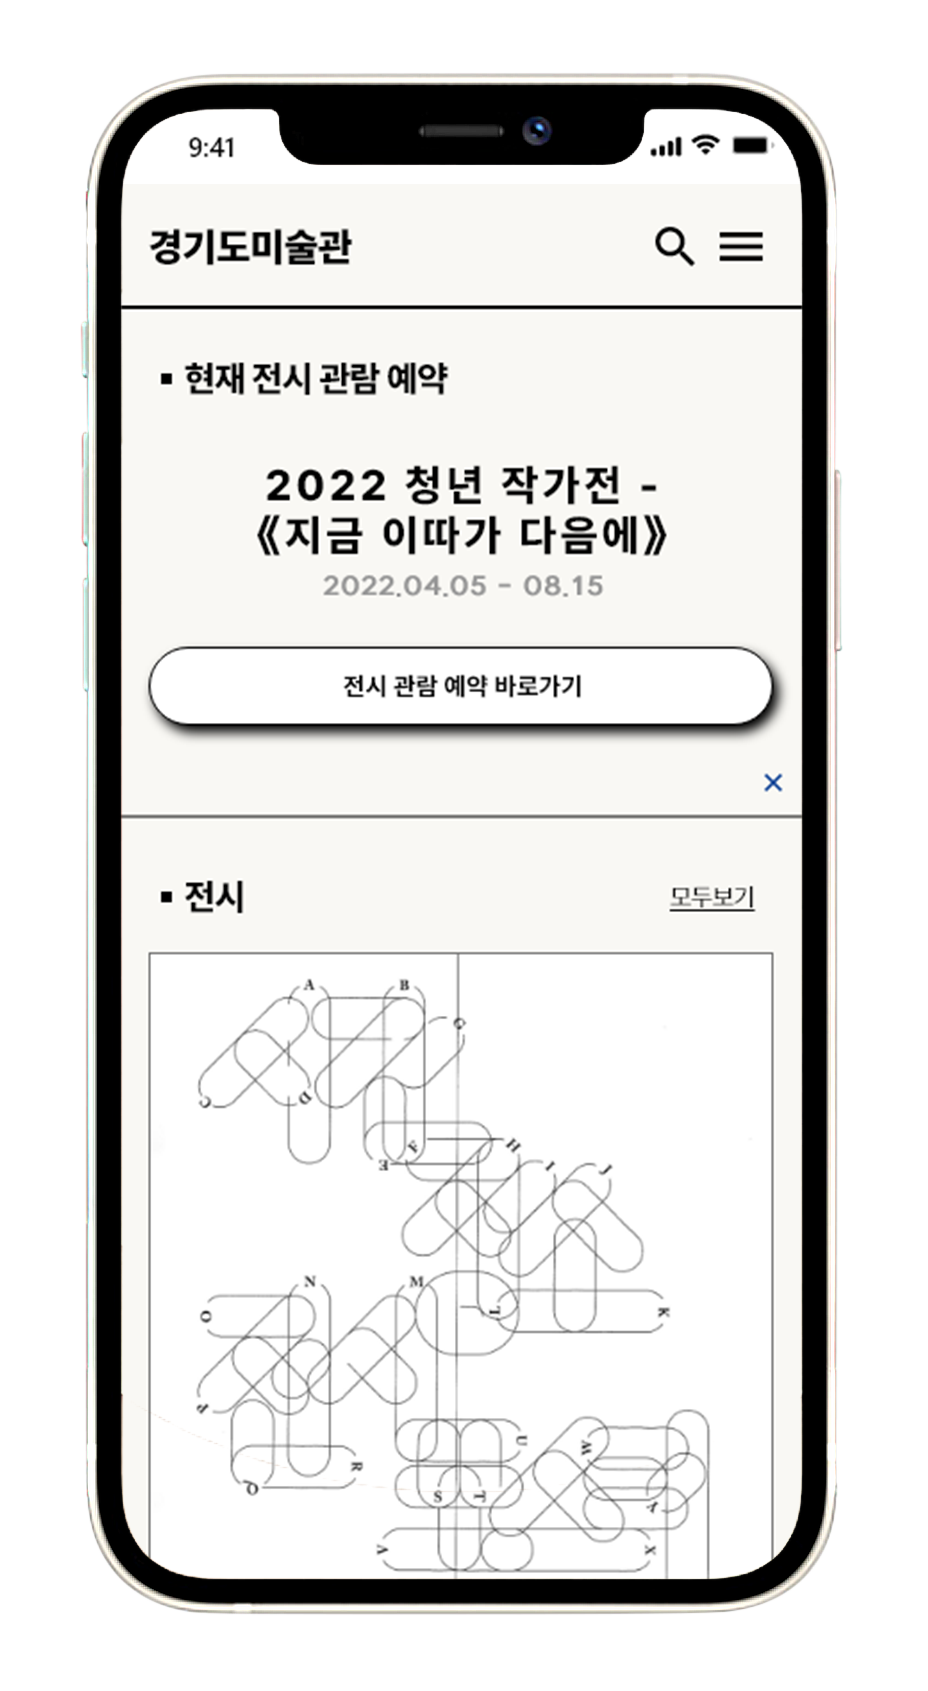 9:41
경기도미술관
▪ 현재 전시 관람 예약
2022 청년 작가전 -
《지금 이따가 다음에》
2022.04.05 - 08.15
전시 관람 예약 바로가기
×
▪ 전시
모두보기
A B
G
C D
E F H I J
N M
O L K
P
U
W
R
Q S T Y
V X